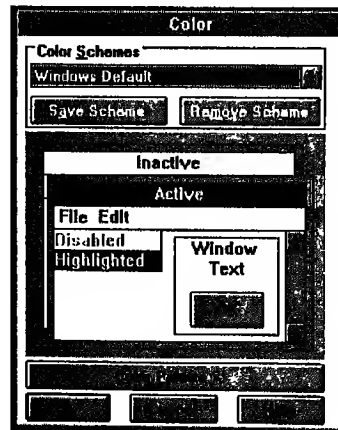 Color
Color Schemes
Windows Default
Save Scheme Remove Scheme
Inactive
Active
File Edit
Disabled
Highlighted
Window
Text